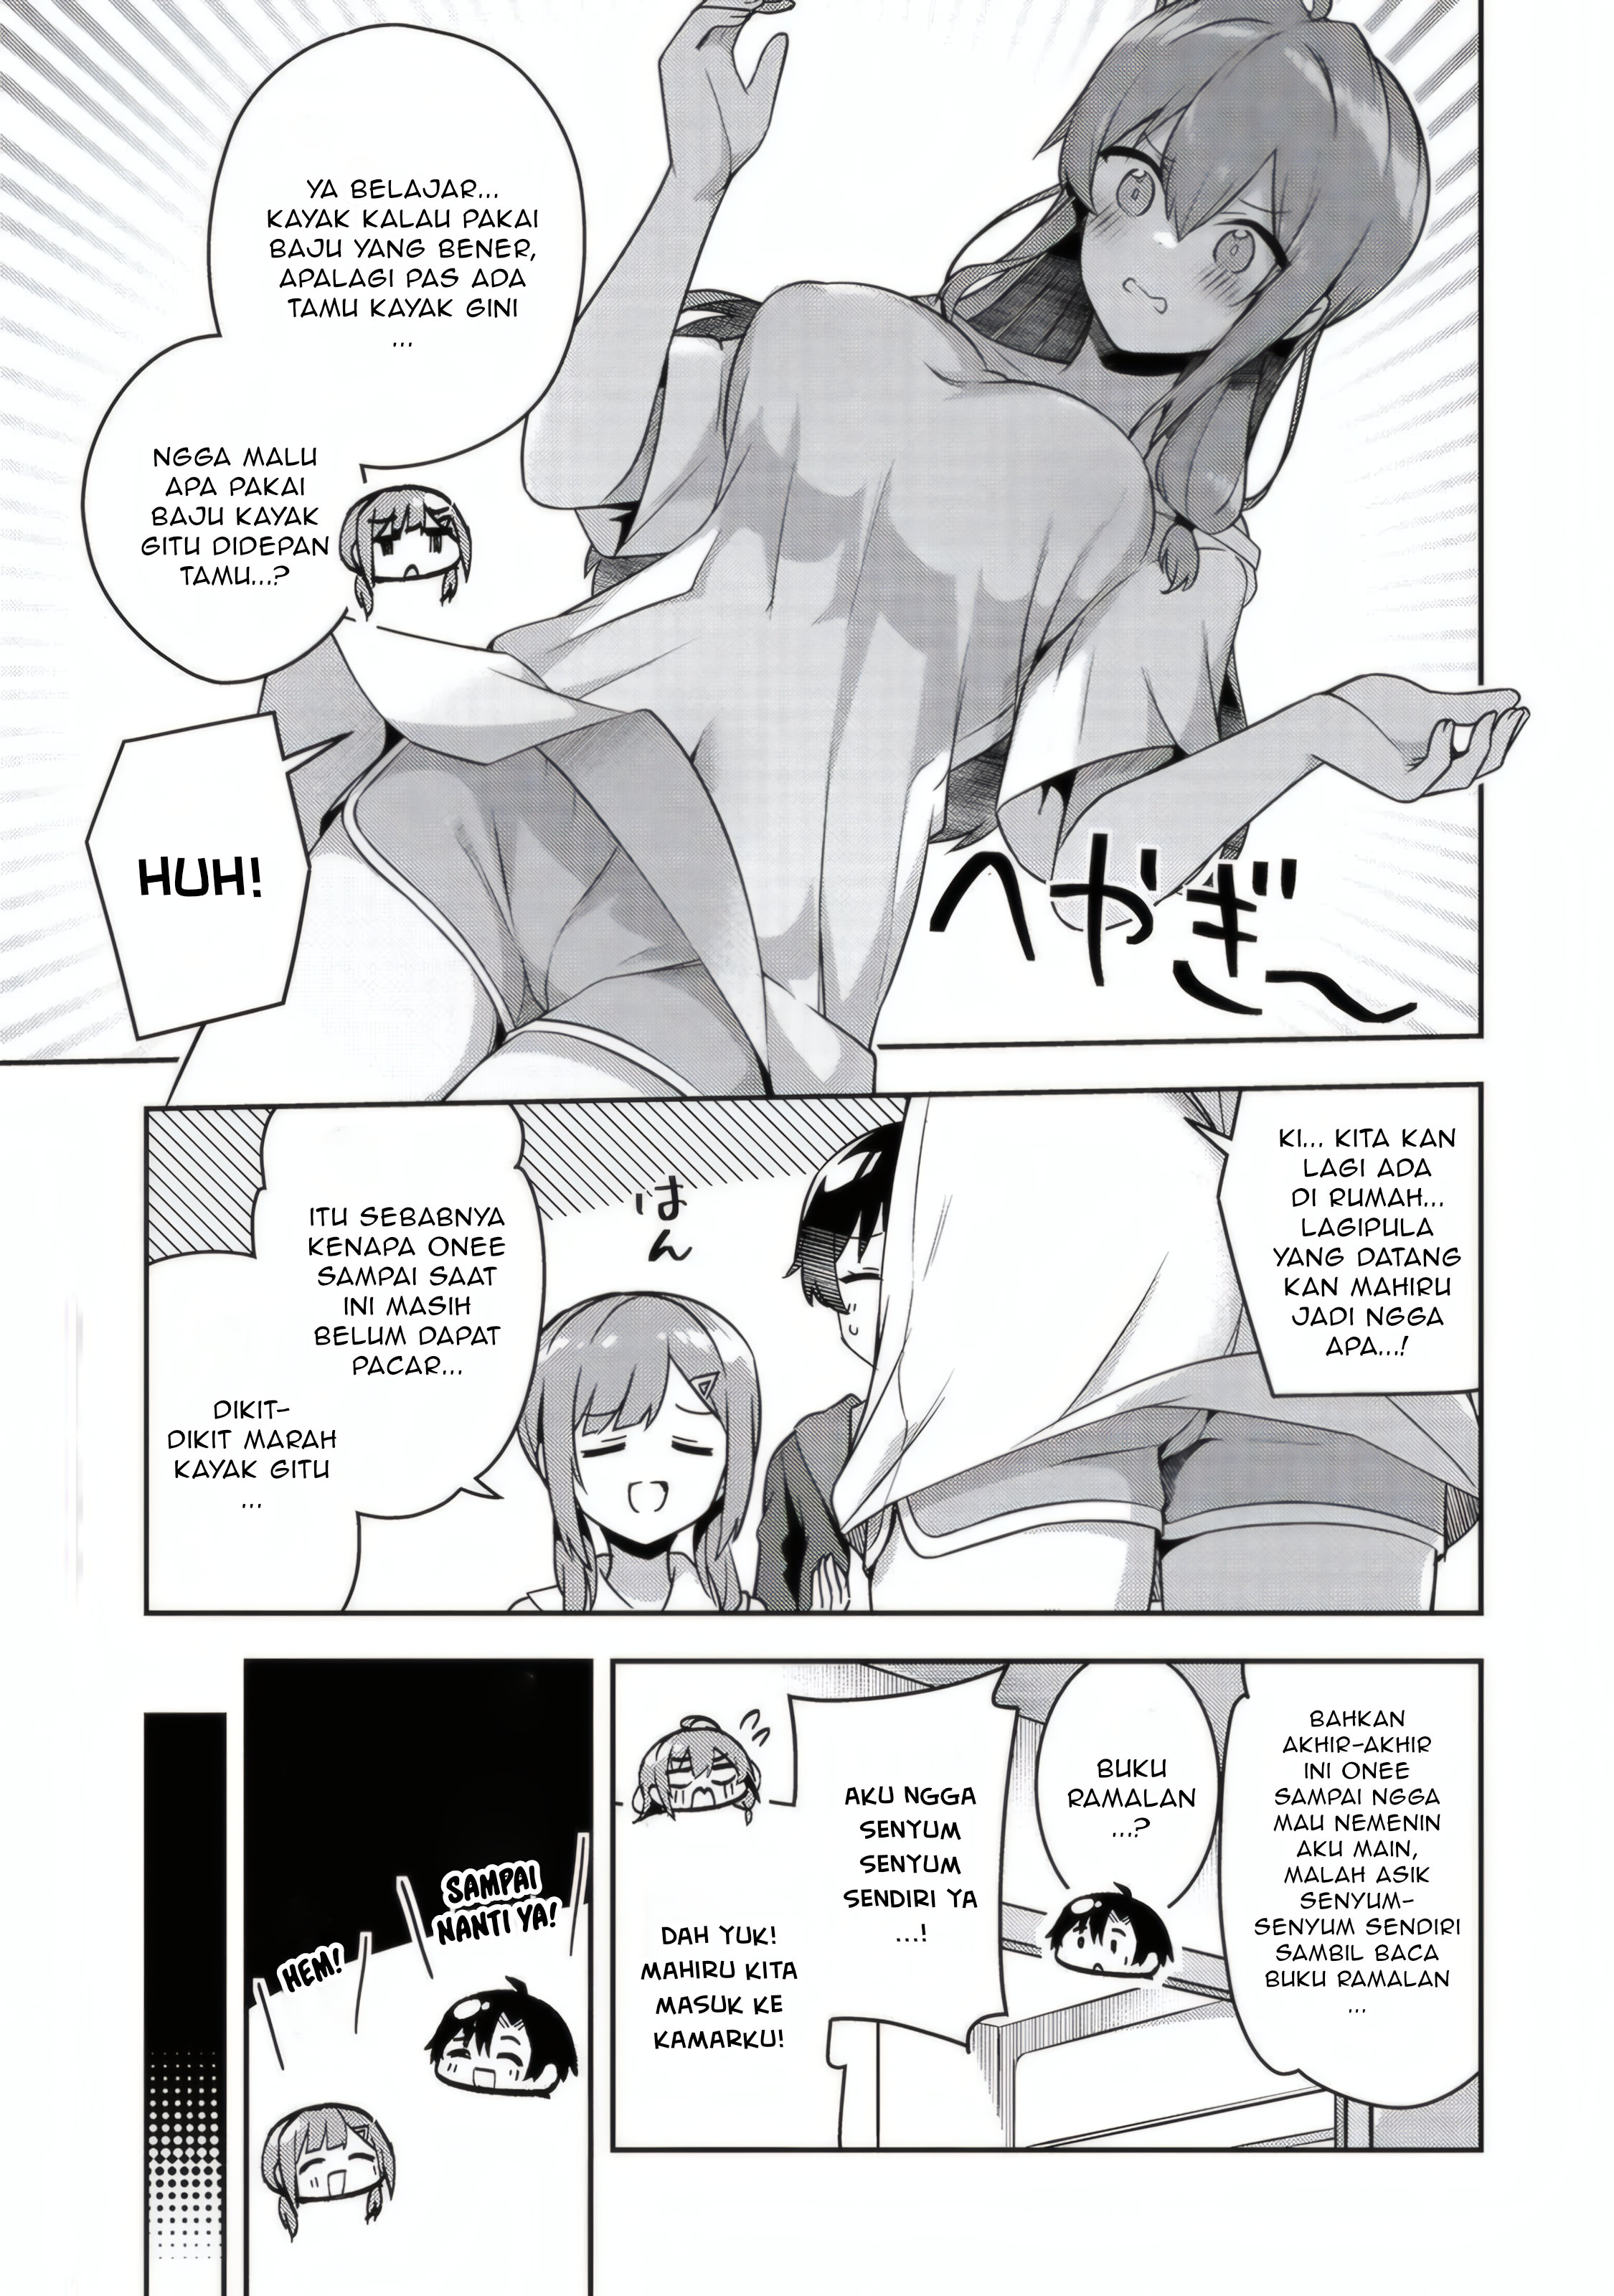 YA BELAJAR...
KAYAK KALAU PAKAI
BAJU YANG BENER,
APALAGI PAS ADA
TAMU KAYAK GINI
...
NGGA MALU
APA PAKAI
BAJU KAYAK
GITU DIDEPAN
TAMU...?
HUH!
へやぎ～
KI... KITA KAN
LAGI ADA
DI RUMAH...
LAGIPULA
YANG DATANG
KAN MAHIRU
JADI NGGA
APA...!
はん
ITU SEBABNYA
KENAPA ONEE
SAMPAI SAAT
INI MASIH
BELUM DAPAT
PACAR...
DIKIT-
DIKIT MARAH
KAYAK GITU
...
BAHKAN
AKHIR-AKHIR
INI ONEE
SAMPAI NGGA
MAU NEMENIN
AKU MAIN,
MALAH ASIK
SENYUM-
SENYUM SENDIRI
SAMBIL BACA
BUKU RAMALAN
...
BUKU
RAMALAN
...?
AKU NGGA
SENYUM
SENYUM
SENDIRI YA
...!
DAH YUK!
MAHIRU KITA
MASUK KE
KAMARKU!
SAMPAI
NANTI YA!
HEM!